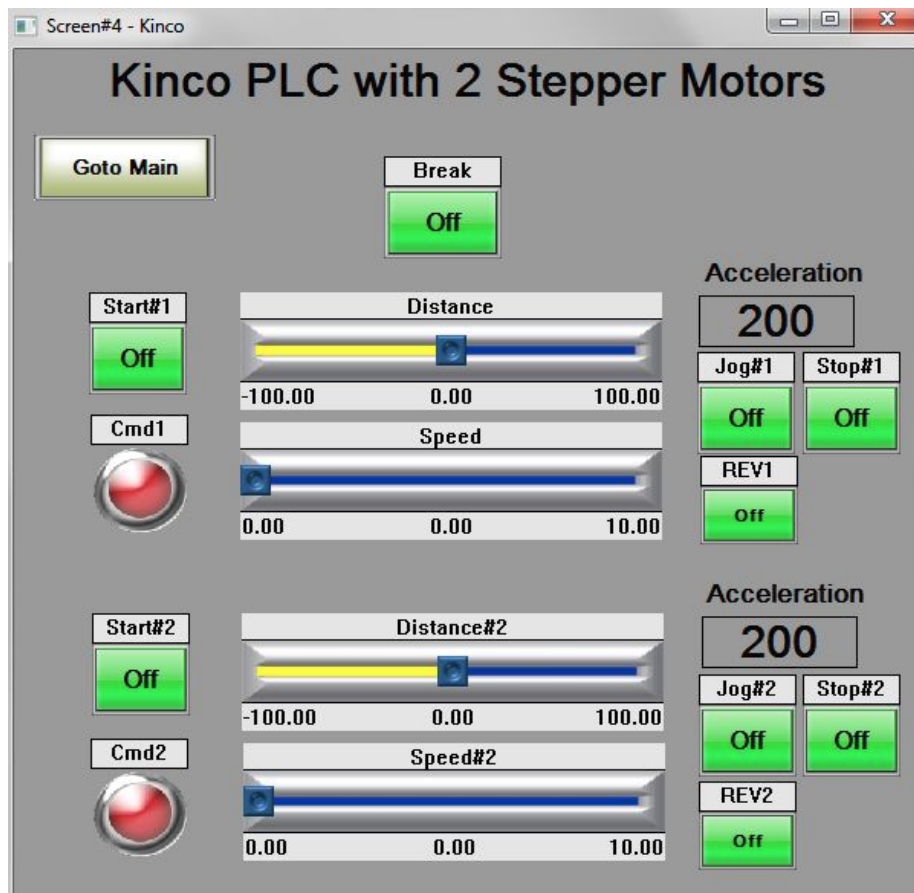 Screen#4 - Kinco
Kinco PLC with 2 Stepper Motors
Goto Main
Break
Off
Acceleration
200
Start#1
Off
Distance
-100.00 0.00 100.00
Jog#1
Off
Stop#1
Off
Cmd1
Speed
0.00 0.00 10.00
REV1
Off
Acceleration
200
Start#2
Off
Distance#2
-100.00 0.00 100.00
Jog#2
Off
Stop#2
Off
Cmd2
Speed#2
0.00 0.00 10.00
REV2
Off